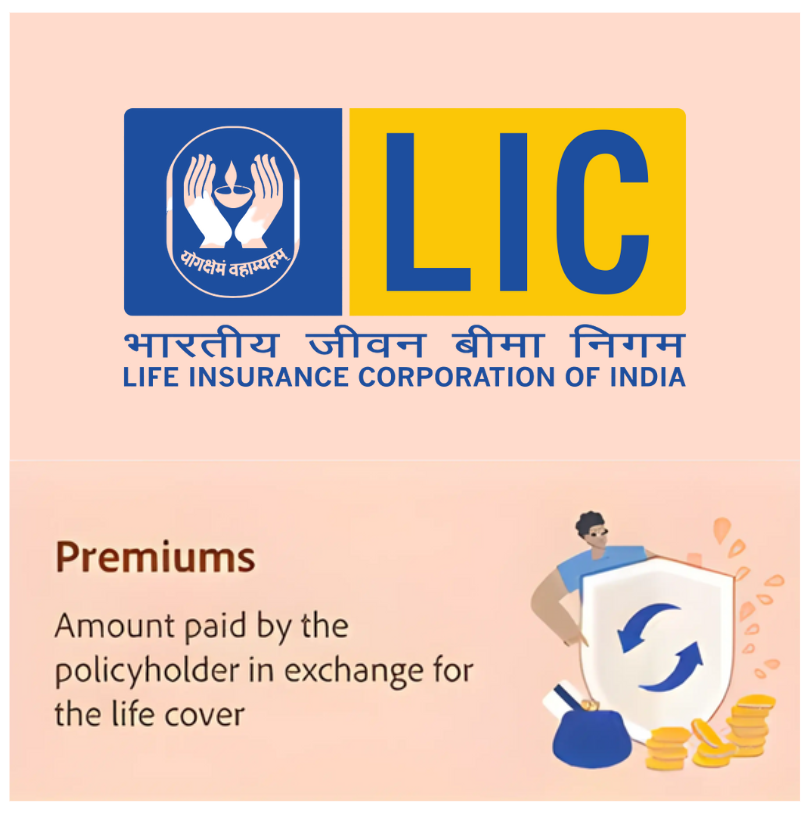 योगक्षेमं वहाम्यहम्
LIC
भारतीय जीवन बीमा निगम
LIFE INSURANCE CORPORATION OF INDIA
Premiums
Amount paid by the
policyholder in exchange for
the life cover